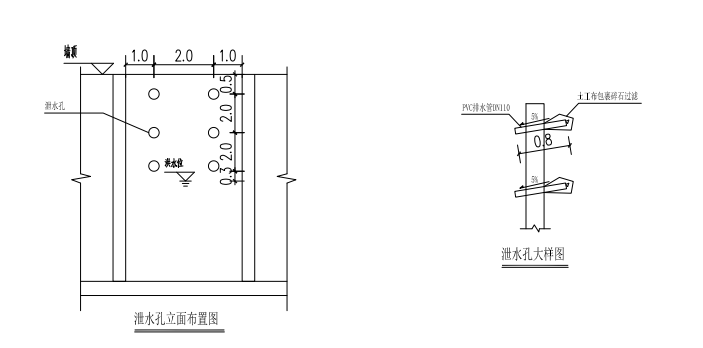 墙顶
1.0 2.0 1.0
0.5
2.0
2.0
0.3
泄水孔
洪水位
泄水孔立面布置图
PVC排水管DN110
土工布包裹碎石过滤
5%
0.8
5%
泄水孔大样图